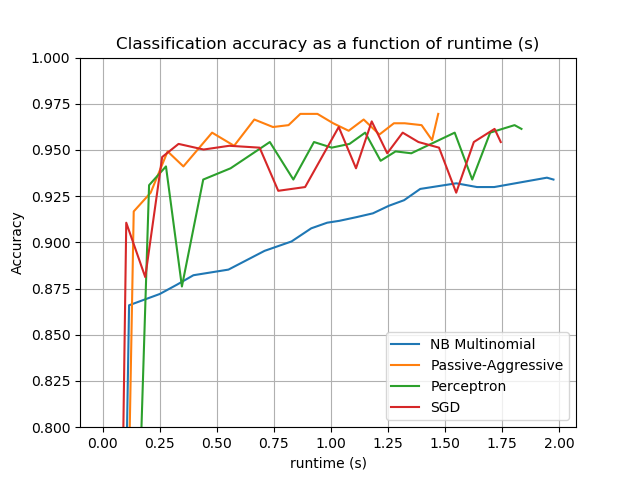 Classification accuracy as a function of runtime (s)
1.000
0.975
0.950
0.925
0.900
0.875
0.850
0.825
0.800
Accuracy
NB Multinomial
Passive-Aggressive
Perceptron
SGD
0.00 0.25 0.50 0.75 1.00 1.25 1.50 1.75 2.00
runtime (s)